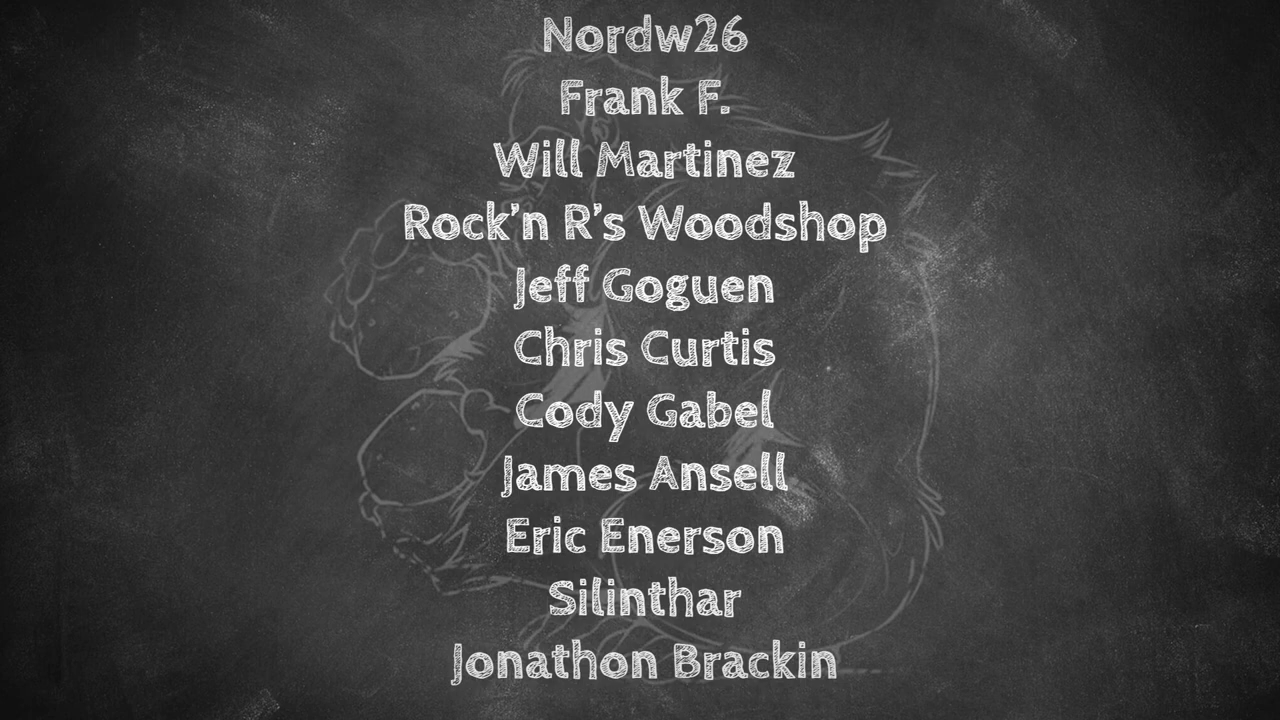 Nordw26
Frank F.
Will Martinez
Rock'n R's Woodshop
Jeff Goguen
Chris Curtis
Cody Gabel
James Ansell
Eric Enerson
Silinthar
Jonathon Brackin